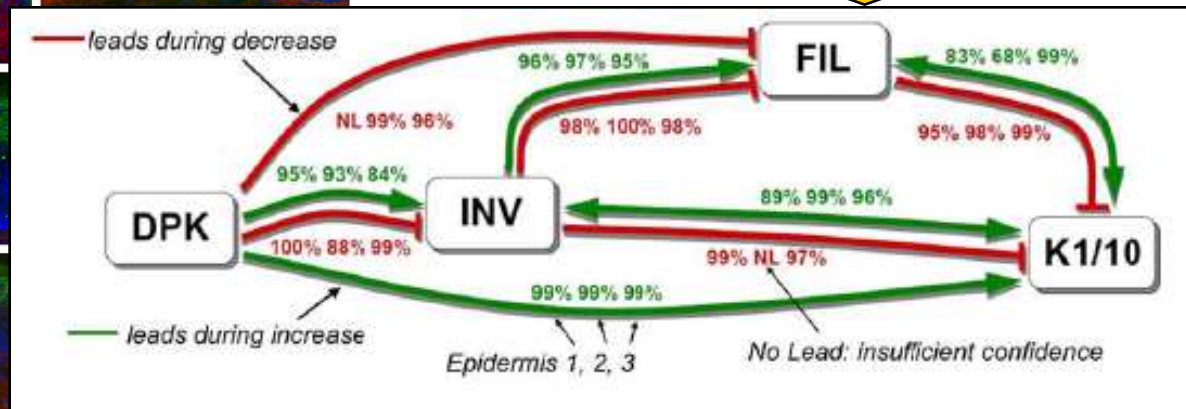 leads during decrease
96% 97% 95%
FIL
83% 68% 99%
NL 99% 96%
98% 100% 98%
95% 98% 99%
95% 93% 84%
INV
89% 99% 96%
DPK
100% 88% 99%
99% NL 97%
K1/10
99% 99% 99%
leads during increase
Epidermis 1, 2, 3
No Lead: insufficient confidence